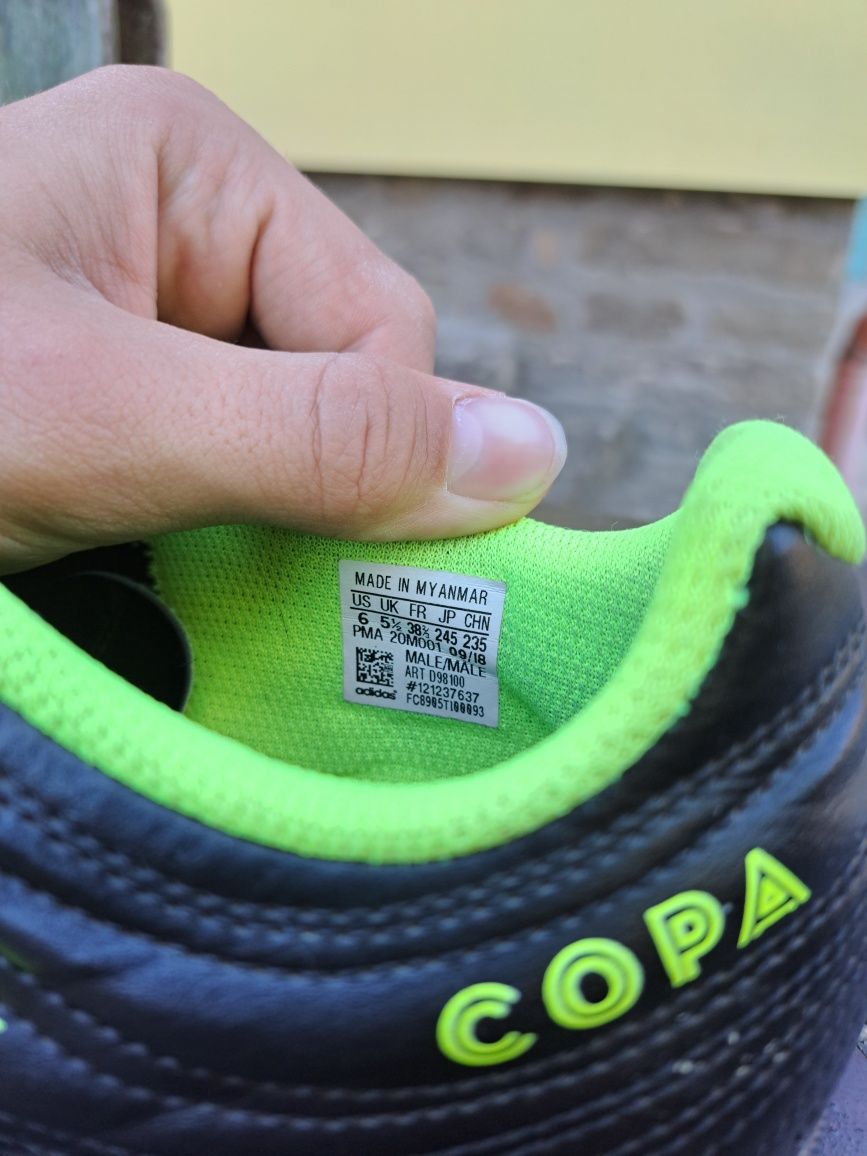 MADE IN MYANMAR
US UK FR JP CHN
6 5½ 38⅔ 245 235
PMA 20M001 09/18
MALE/MALE
ART D98100
#121237637
adidas
FC8905T100093
COPA